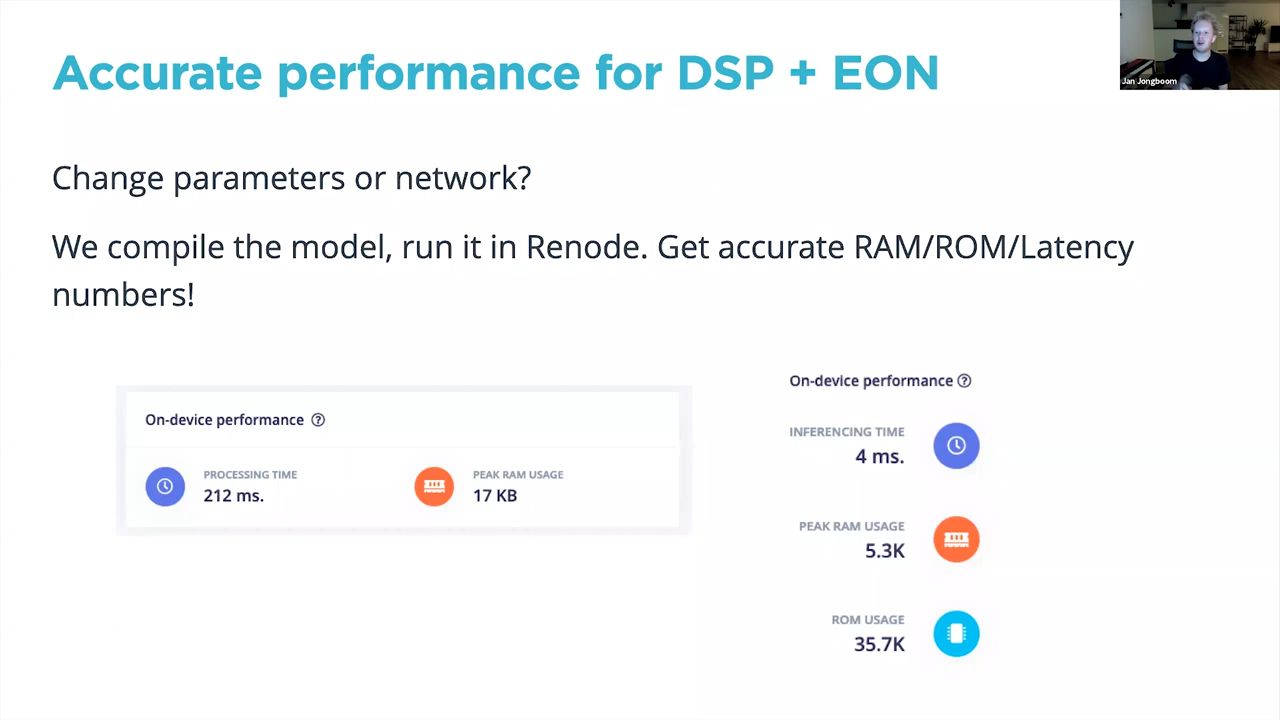 Accurate performance for DSP + EON
Jan Jongboom
Change parameters or network?
We compile the model, run it in Renode. Get accurate RAM/ROM/Latency
numbers!
On-device performance ?
PROCESSING TIME
212 ms.
PEAK RAM USAGE
17 KB
On-device performance ?
INFERENCING TIME
4 ms.
PEAK RAM USAGE
5.3K
ROM USAGE
35.7K